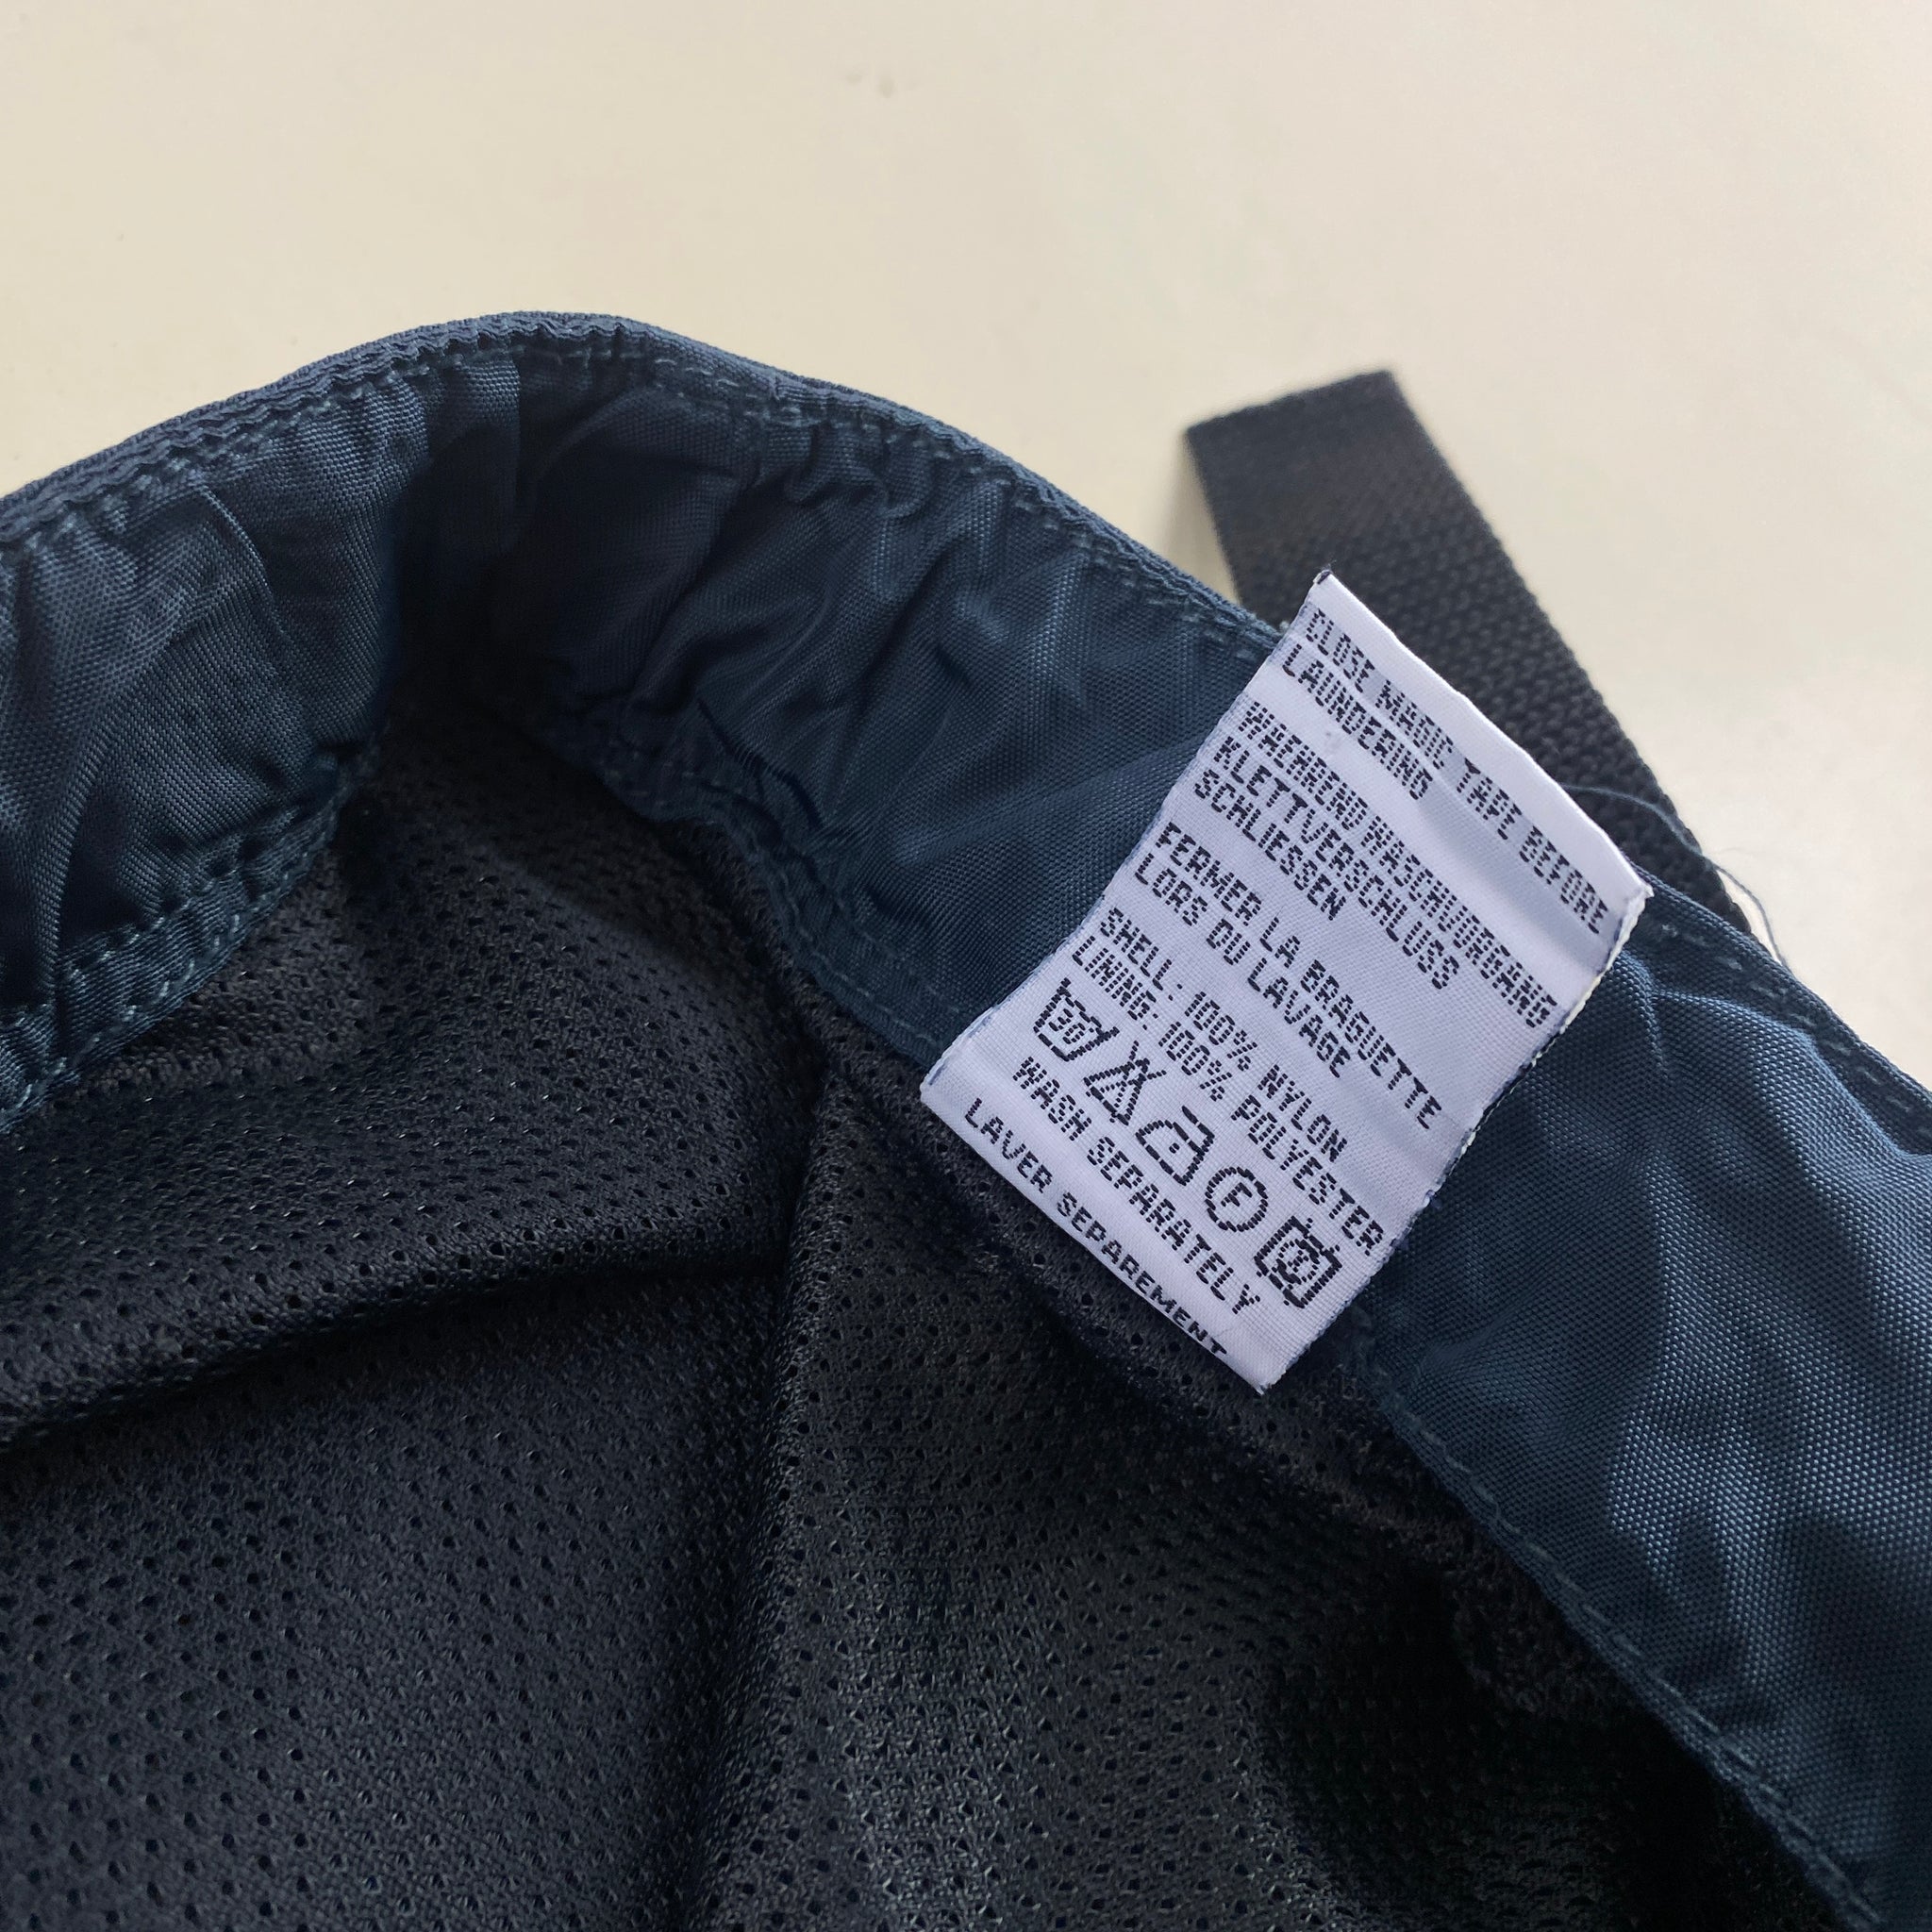 CLOSE MAGIC TAPE BEFORE
LAUNDERING
WAEHREND WASCHVORGANG
KLETTVERSCHLUSS
SCHLIESSEN
FERMER LA BRAGUETTE
LORS DU LAVAGE
SHELL: 100% NYLON
LINING: 100% POLYESTER
30 F
WASH SEPARATELY
LAVER SEPAREMENT